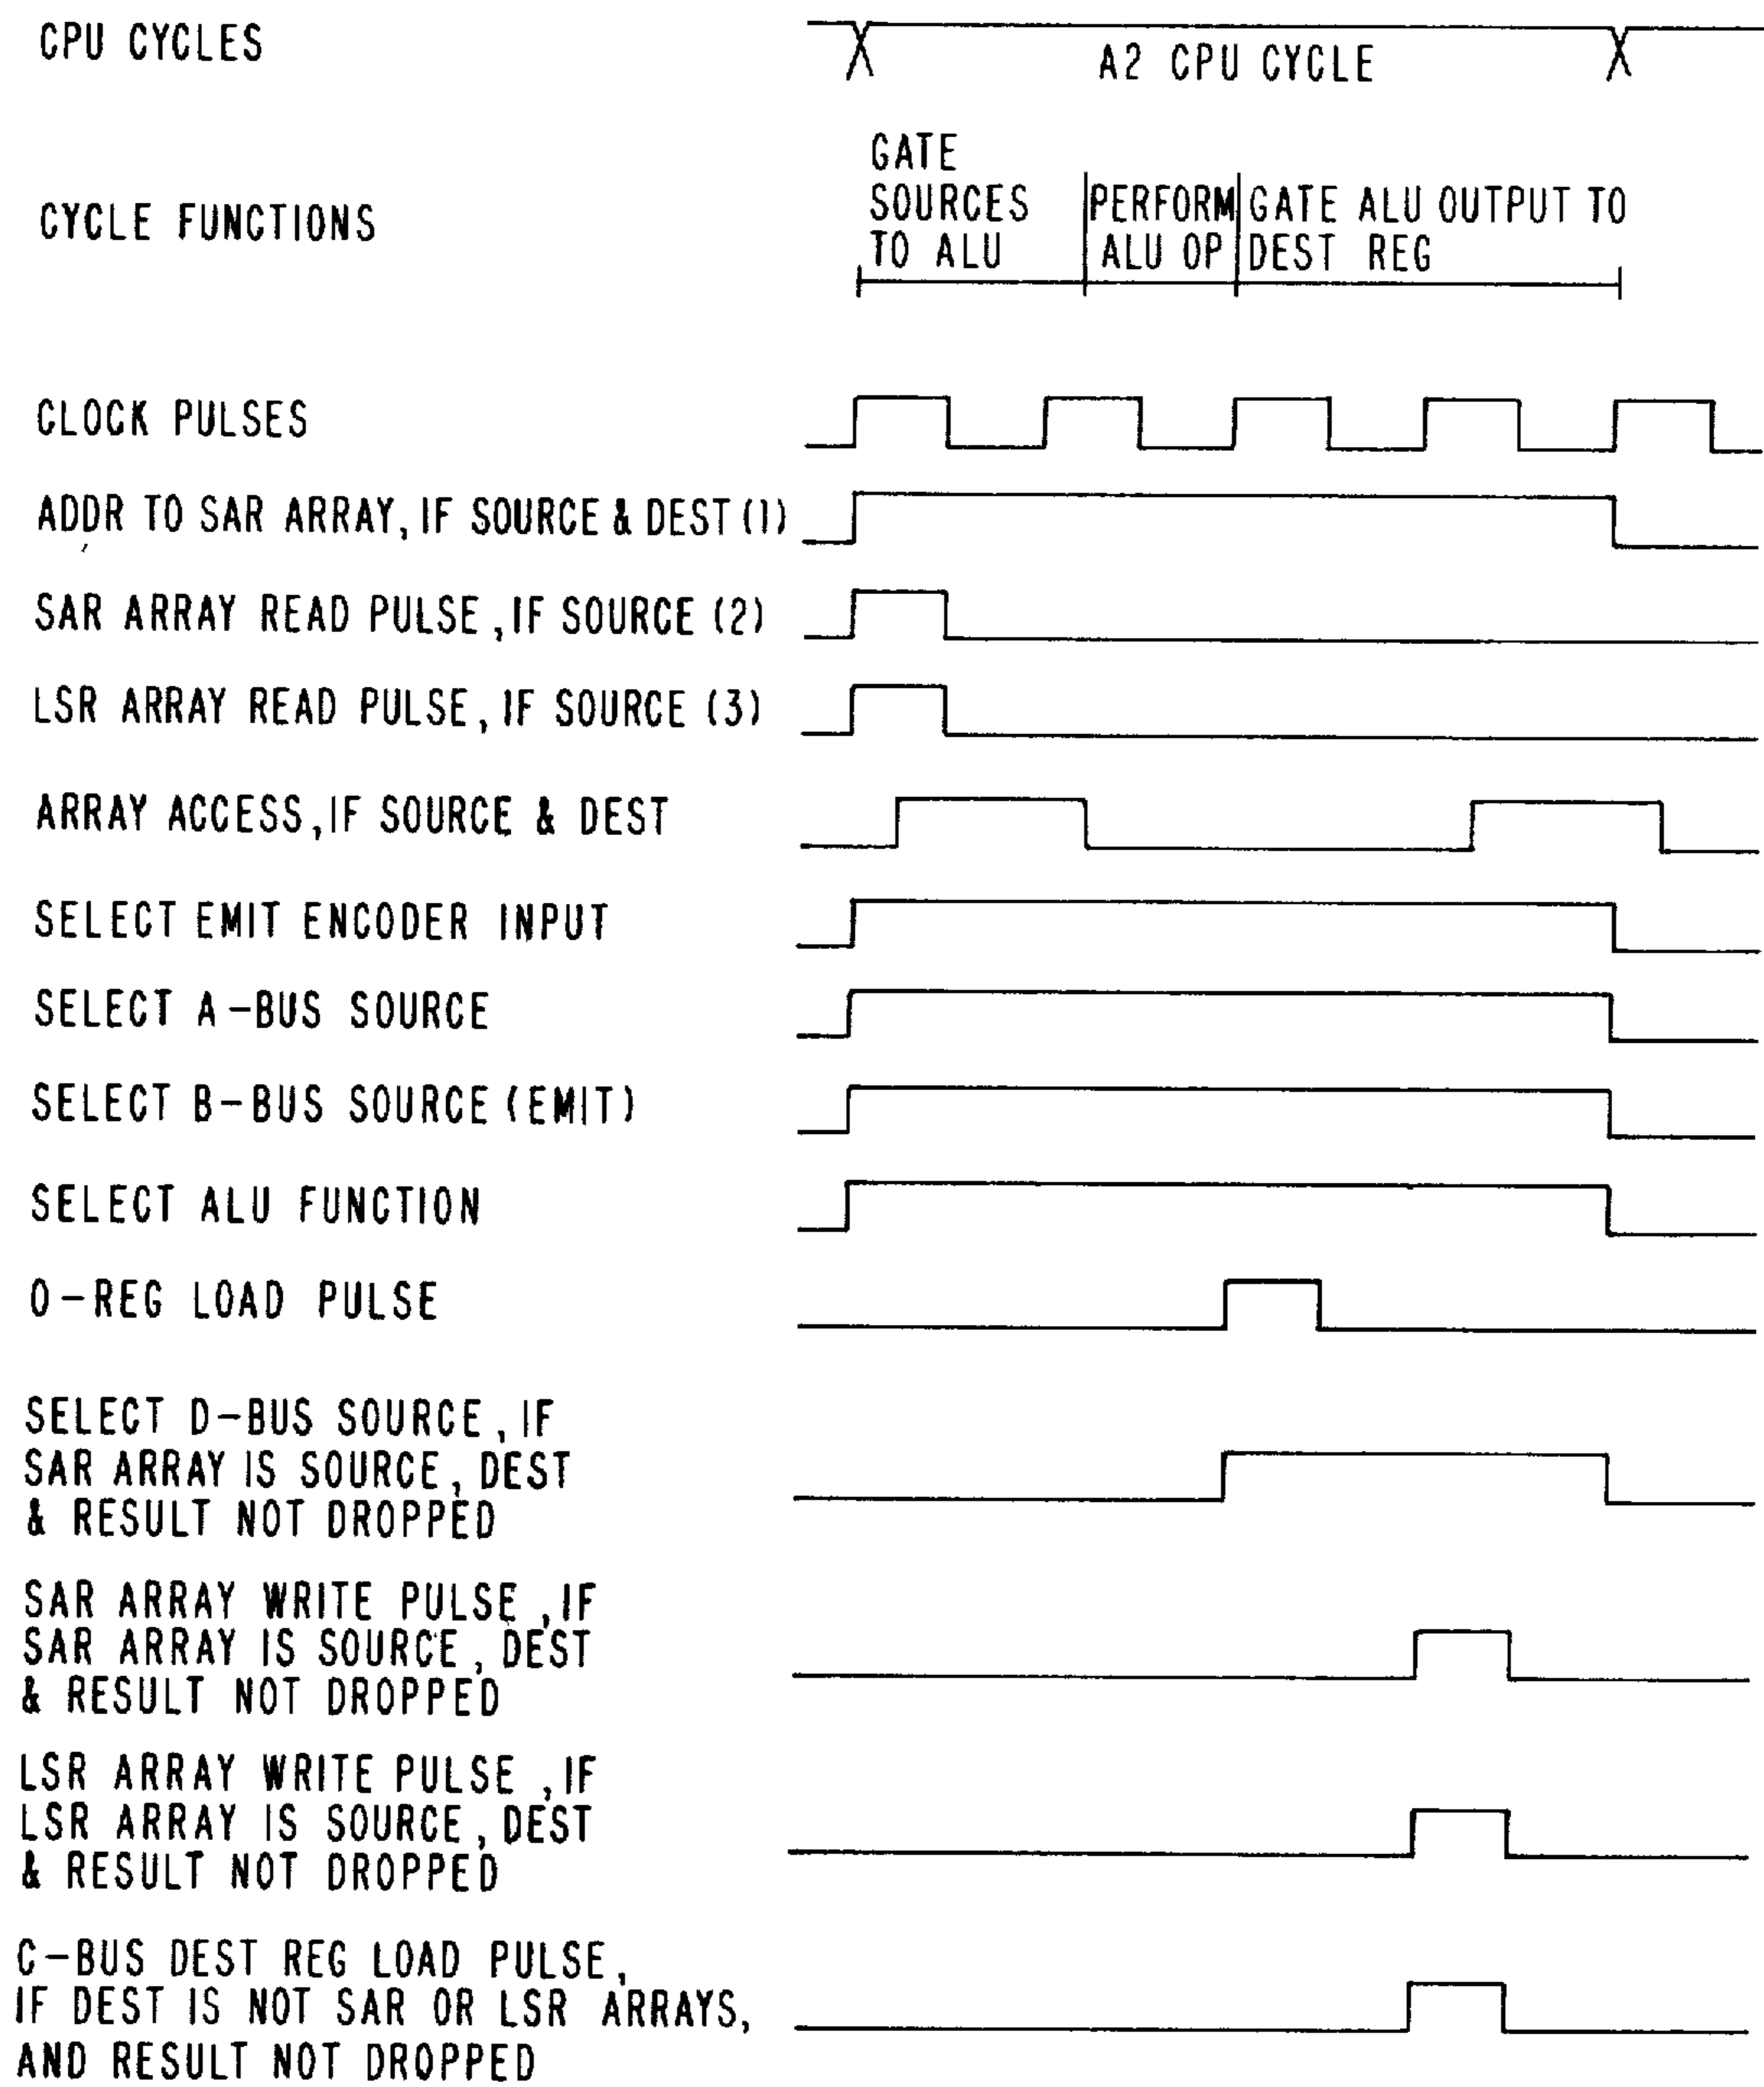 CPU CYCLES
A2 CPU CYCLE
CYCLE FUNCTIONS
GATE
SOURCES
TO ALU
PERFORM
ALU OP
GATE ALU OUTPUT TO
DEST REG
CLOCK PULSES
ADDR TO SAR ARRAY, IF SOURCE & DEST (1)
SAR ARRAY READ PULSE, IF SOURCE (2)
LSR ARRAY READ PULSE, IF SOURCE (3)
ARRAY ACCESS, IF SOURCE & DEST
SELECT EMIT ENCODER INPUT
SELECT A-BUS SOURCE
SELECT B-BUS SOURCE (EMIT)
SELECT ALU FUNCTION
O-REG LOAD PULSE
SELECT D-BUS SOURCE, IF
SAR ARRAY IS SOURCE, DEST
& RESULT NOT DROPPED
SAR ARRAY WRITE PULSE, IF
SAR ARRAY IS SOURCE, DEST
& RESULT NOT DROPPED
LSR ARRAY WRITE PULSE, IF
LSR ARRAY IS SOURCE, DEST
& RESULT NOT DROPPED
C-BUS DEST REG LOAD PULSE,
IF DEST IS NOT SAR OR LSR ARRAYS,
AND RESULT NOT DROPPED